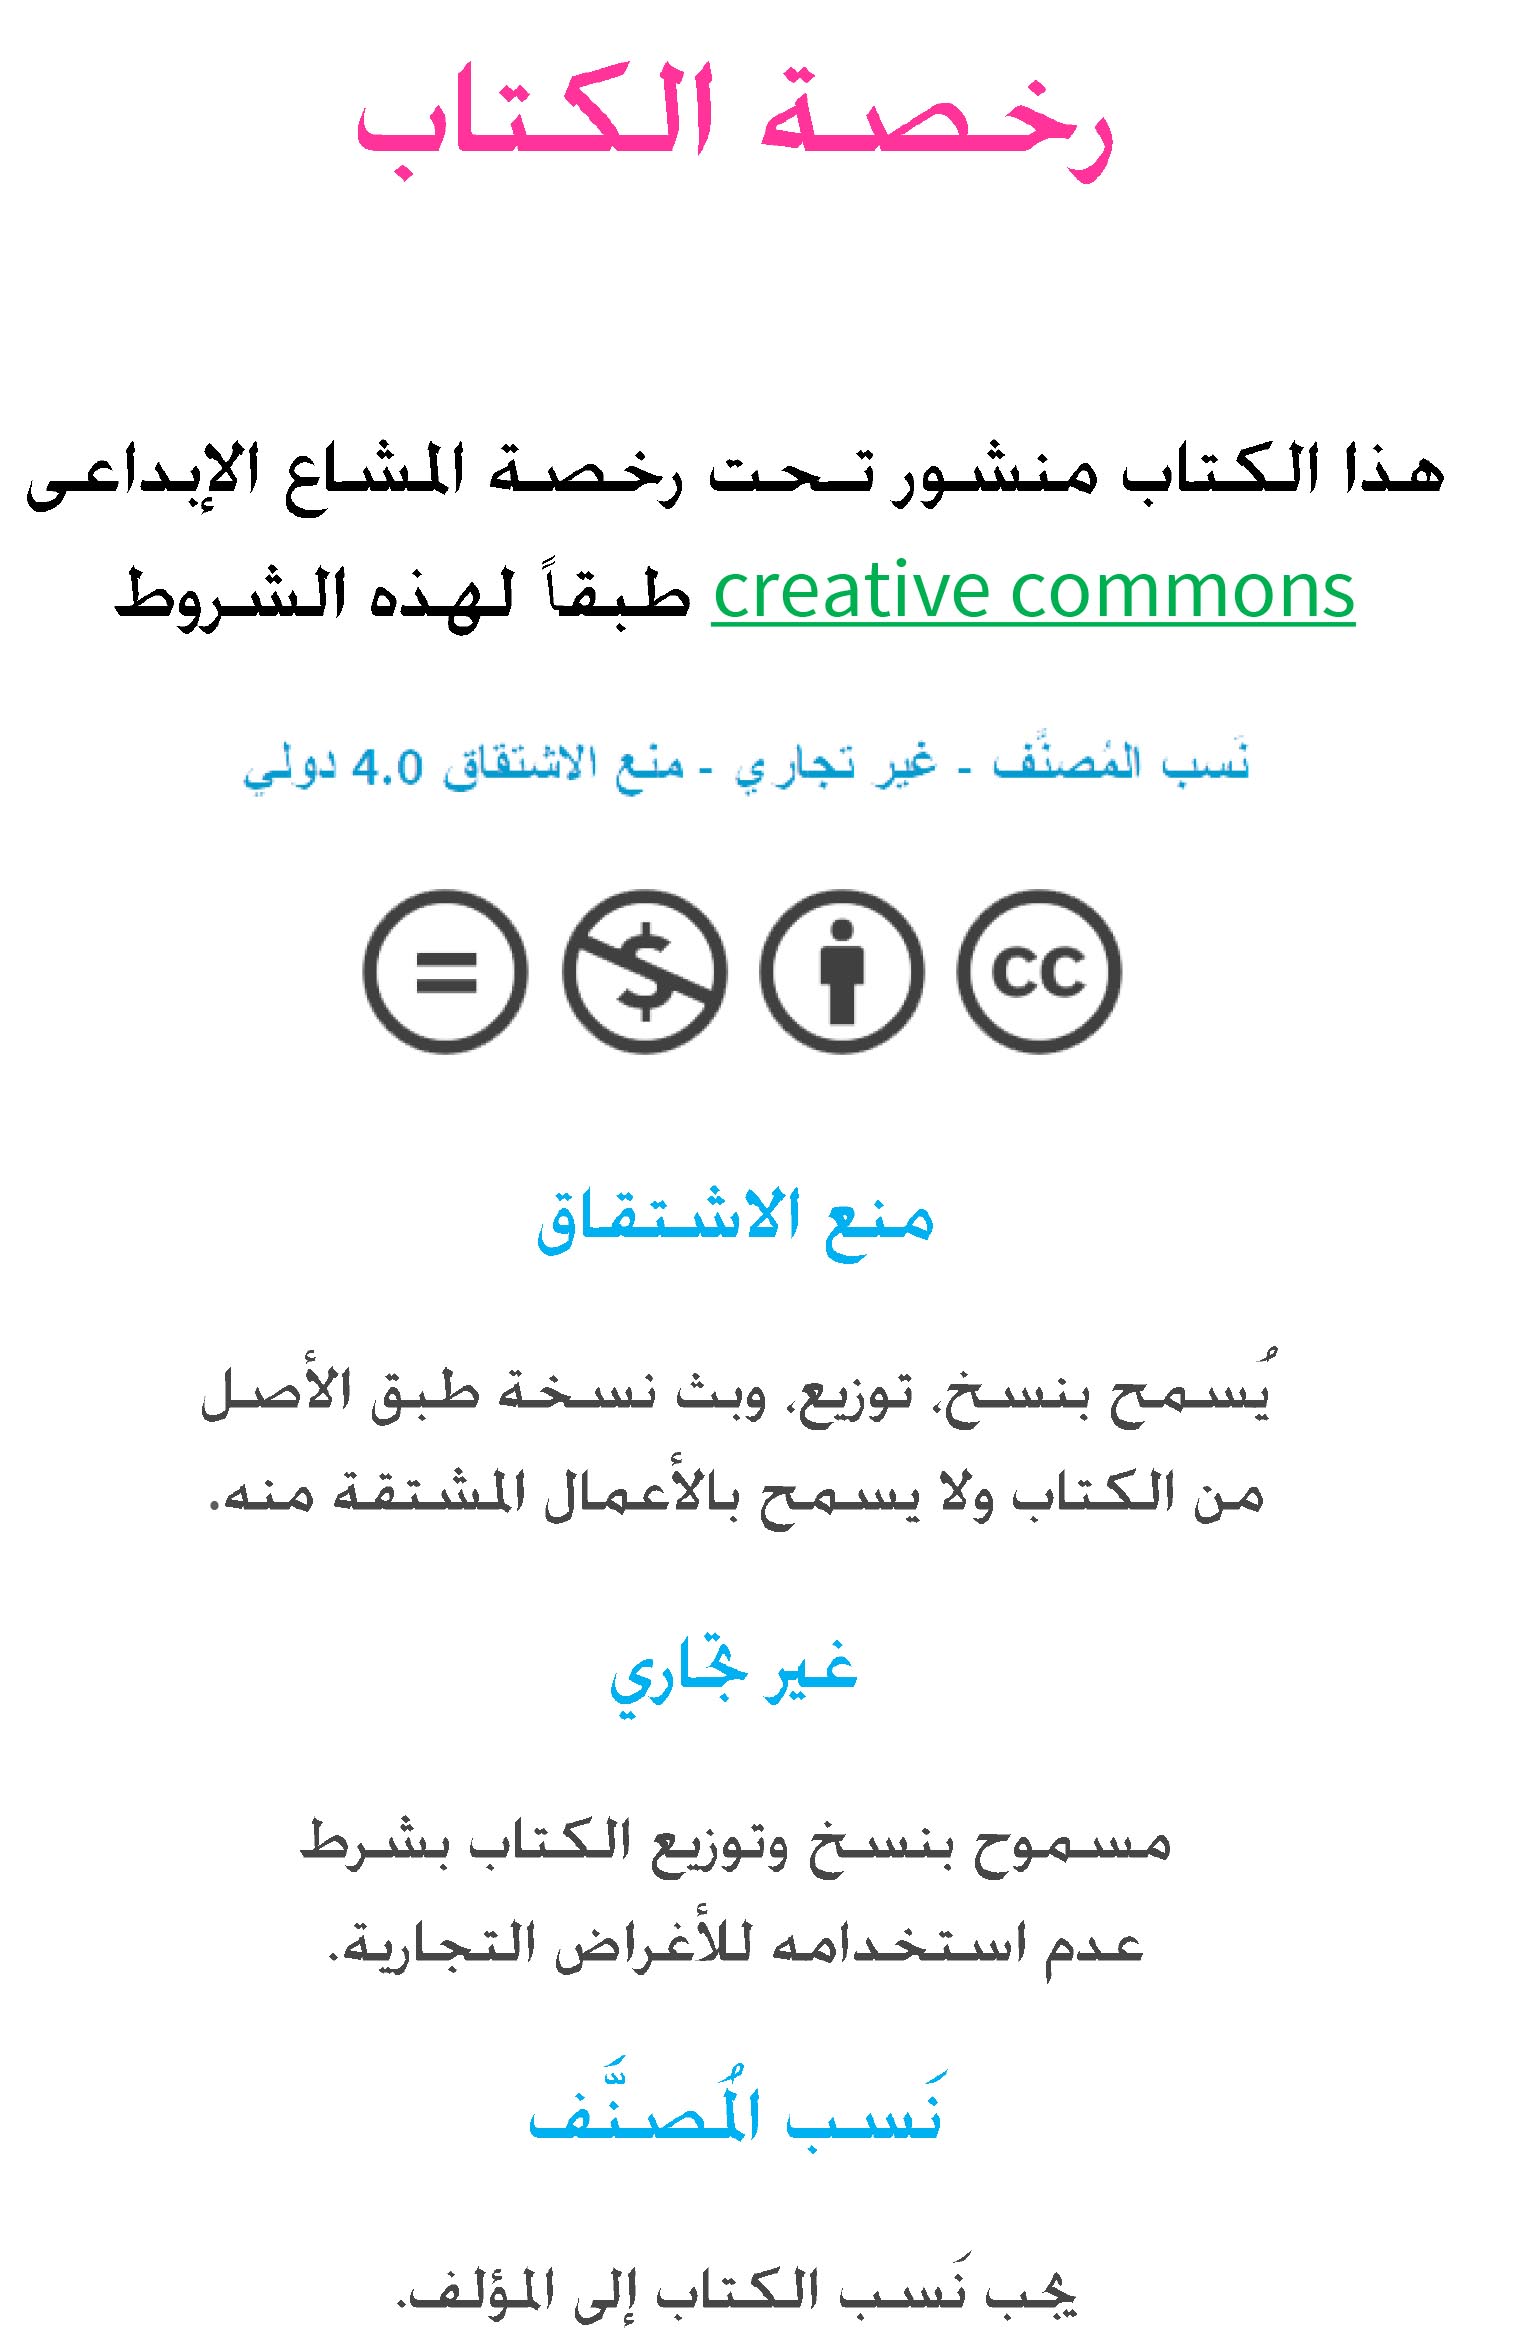 رخصة الكتاب
هذا الكتاب منشور تحت رخصة المشاع الإبداعى
creative commons طبقاً لهذه الشروط
نَسب المُصنَّف - غير تجاري - منع الاشتقاق 4.0 دولي
cc $ =
منع الاشتقاق
يُسمح بنسخ، توزيع، وبث نسخة طبق الأصل
من الكتاب ولا يسمح بالأعمال المشتقة منه.
غير تجاري
مسموح بنسخ وتوزيع الكتاب بشرط
عدم استخدامه للأغراض التجارية.
نَسب المُصنَّف
يجب نَسب الكتاب إلى المؤلف.